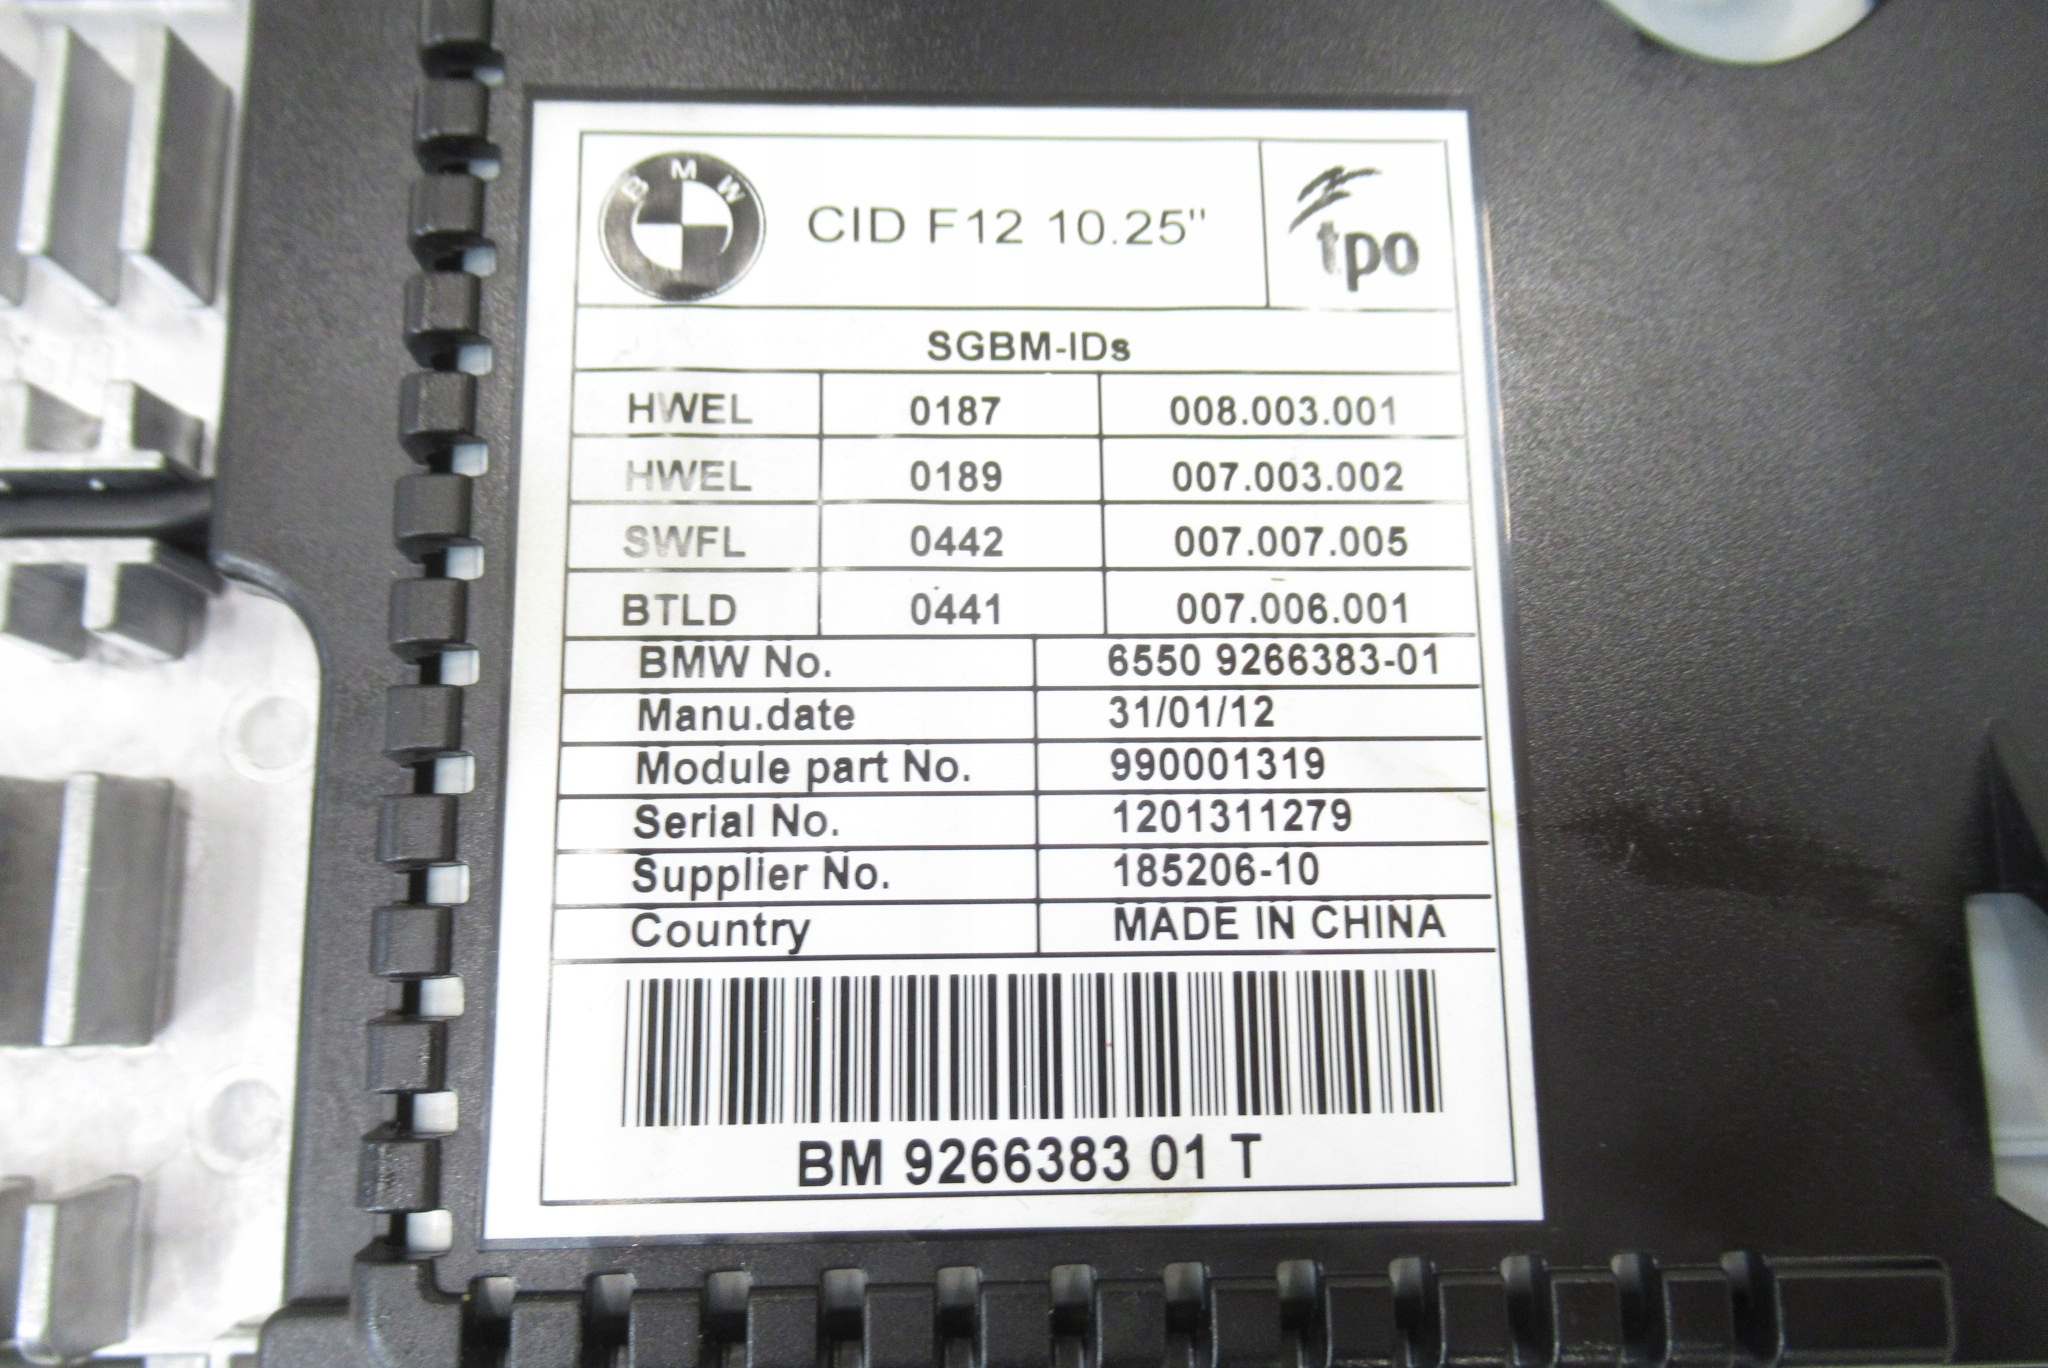 BMW
CID F12 10.25"
tpo
SGBM-IDs
HWEL 0187 008.003.001
HWEL 0189 007.003.002
SWFL 0442 007.007.005
BTLD 0441 007.006.001
BMW No. 6550 9266383-01
Manu.date 31/01/12
Module part No. 990001319
Serial No. 1201311279
Supplier No. 185206-10
Country MADE IN CHINA
BM 9266383 01 T